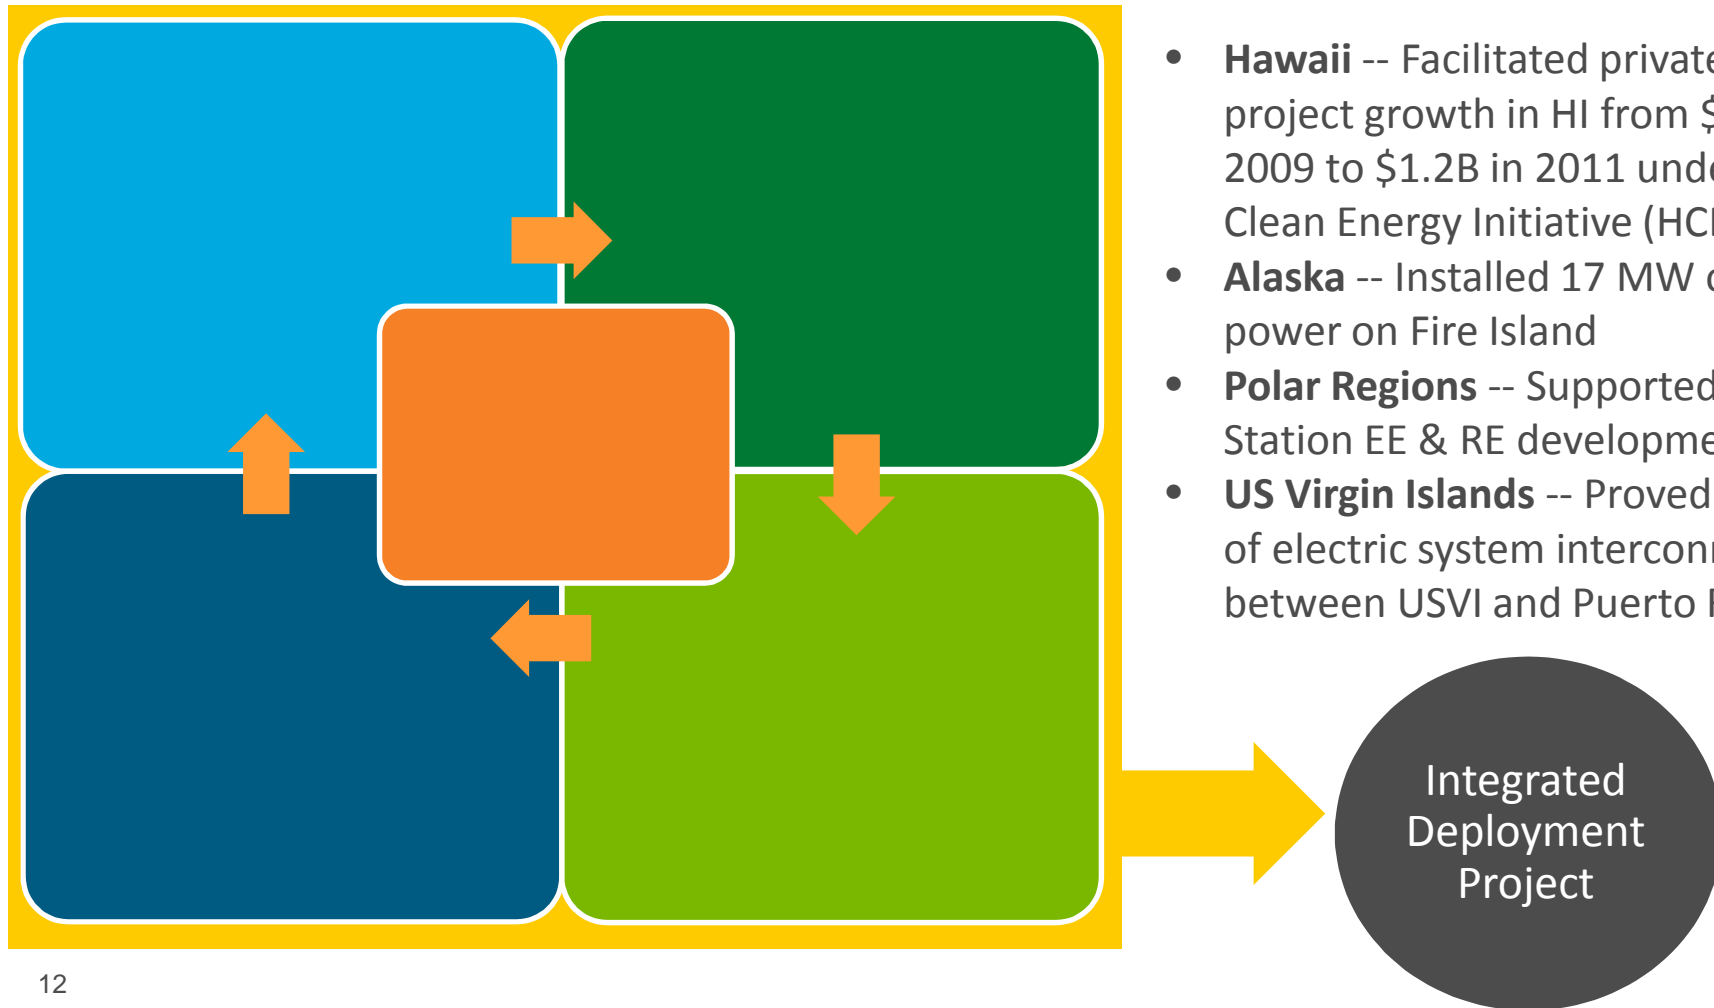 • Hawaii -- Facilitated private
project growth in HI from $
2009 to $1.2B in 2011 und
Clean Energy Initiative (HC
• Alaska -- Installed 17 MW
power on Fire Island
• Polar Regions -- Supported
Station EE & RE developme
• US Virgin Islands -- Proved
of electric system interconn
between USVI and Puerto
Integrated
Deployment
Project
12